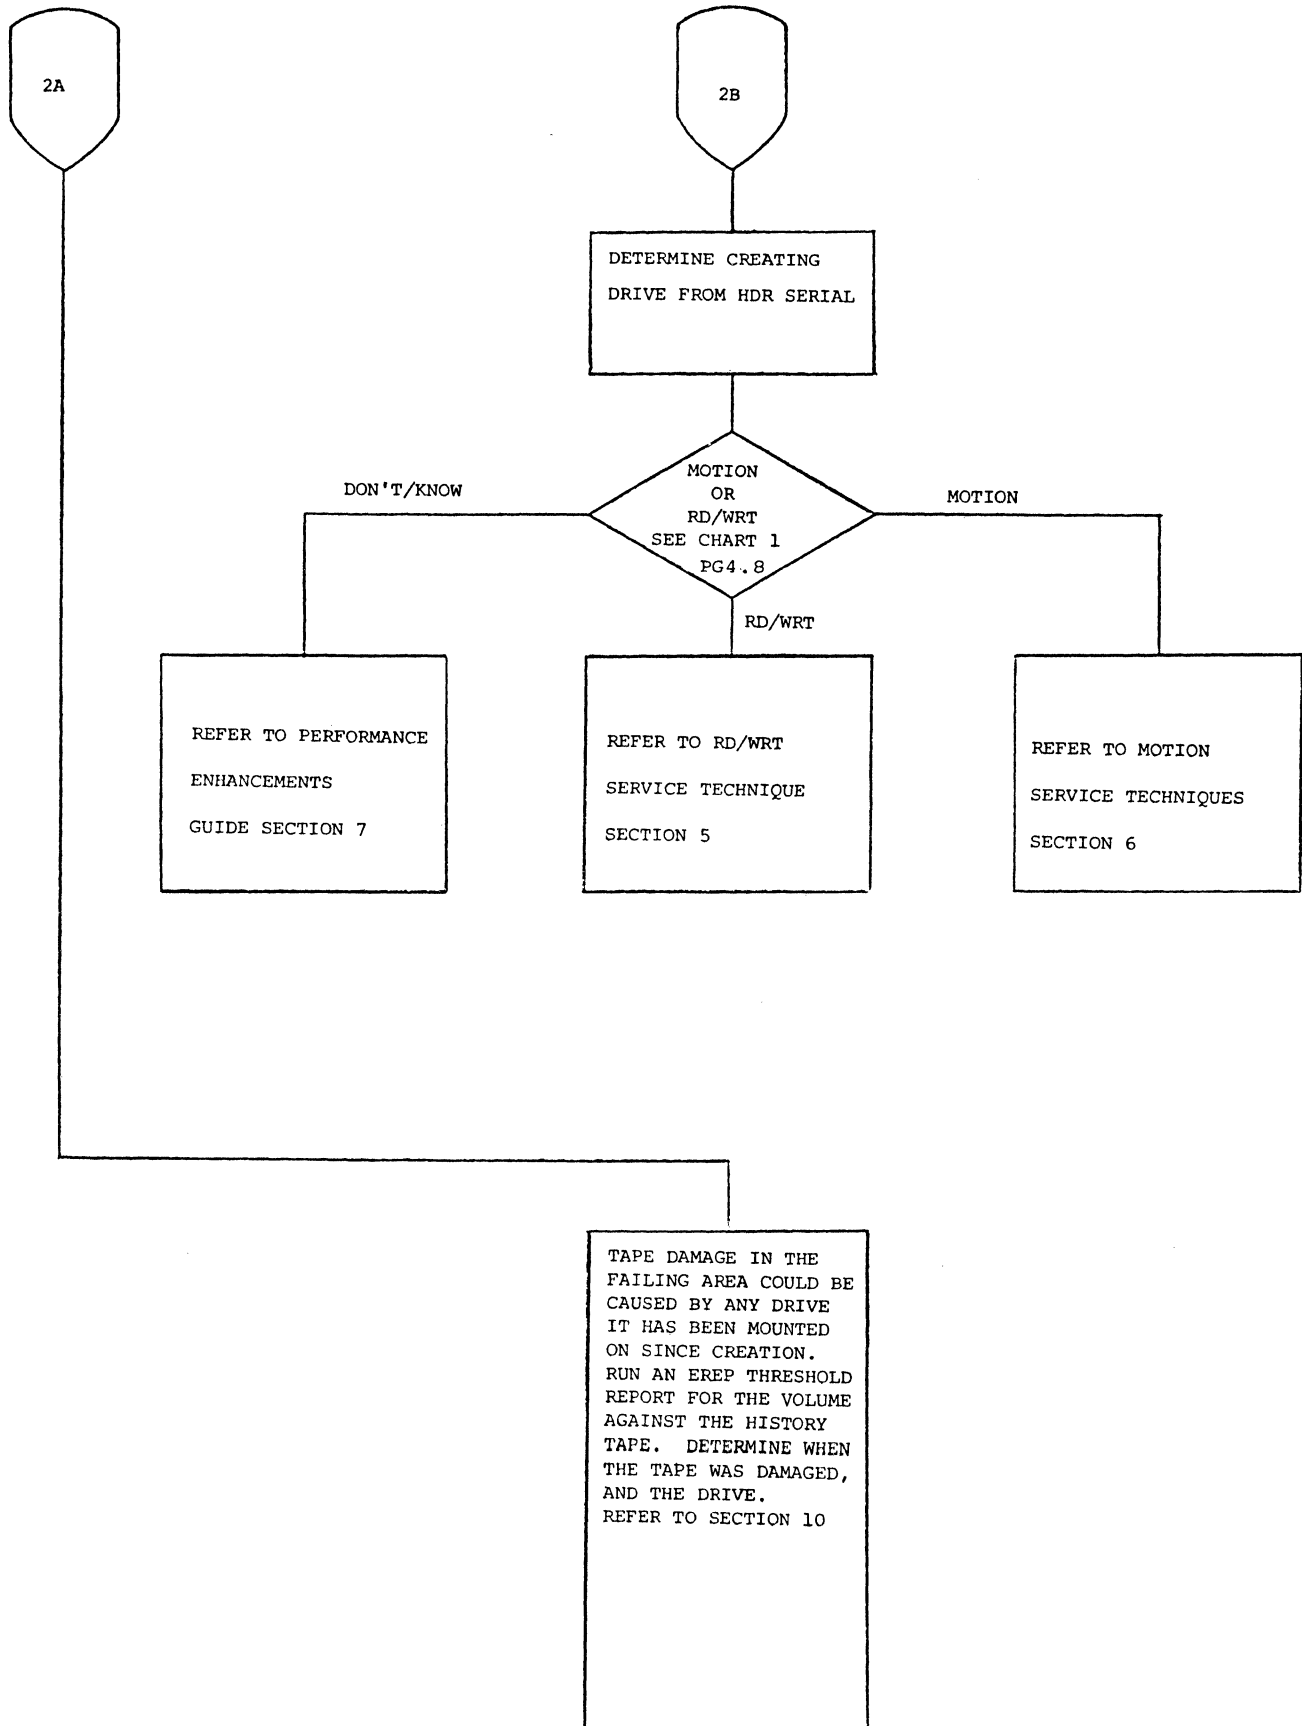 2A
2B
DETERMINE CREATING
DRIVE FROM HDR SERIAL
MOTION
OR
RD/WRT
SEE CHART 1
PG4.8
DON'T/KNOW
MOTION
RD/WRT
REFER TO PERFORMANCE
ENHANCEMENTS
GUIDE SECTION 7
REFER TO RD/WRT
SERVICE TECHNIQUE
SECTION 5
REFER TO MOTION
SERVICE TECHNIQUES
SECTION 6
TAPE DAMAGE IN THE
FAILING AREA COULD BE
CAUSED BY ANY DRIVE
IT HAS BEEN MOUNTED
ON SINCE CREATION.
RUN AN EREP THRESHOLD
REPORT FOR THE VOLUME
AGAINST THE HISTORY
TAPE.  DETERMINE WHEN
THE TAPE WAS DAMAGED,
AND THE DRIVE.
REFER TO SECTION 10